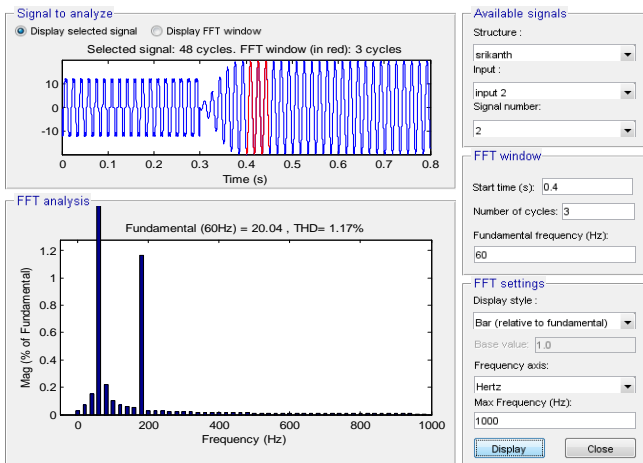 Signal to analyze
Display selected signal
Display FFT window
Selected signal: 48 cycles. FFT window (in red): 3 cycles
10
0
-10
0 0.1 0.2 0.3 0.4 0.5 0.6 0.7 0.8
Time (s)
FFT analysis
Fundamental (60Hz) = 20.04 , THD= 1.17%
1.2
1
0.8
0.6
0.4
0.2
0
Mag (% of Fundamental)
0 200 400 600 800 1000
Frequency (Hz)
Available signals
Structure :
srikanth
Input :
input 2
Signal number:
2
FFT window
Start time (s): 0.4
Number of cycles: 3
Fundamental frequency (Hz):
60
FFT settings
Display style :
Bar (relative to fundamental)
Base value: 1.0
Frequency axis:
Hertz
Max Frequency (Hz):
1000
Display
Close